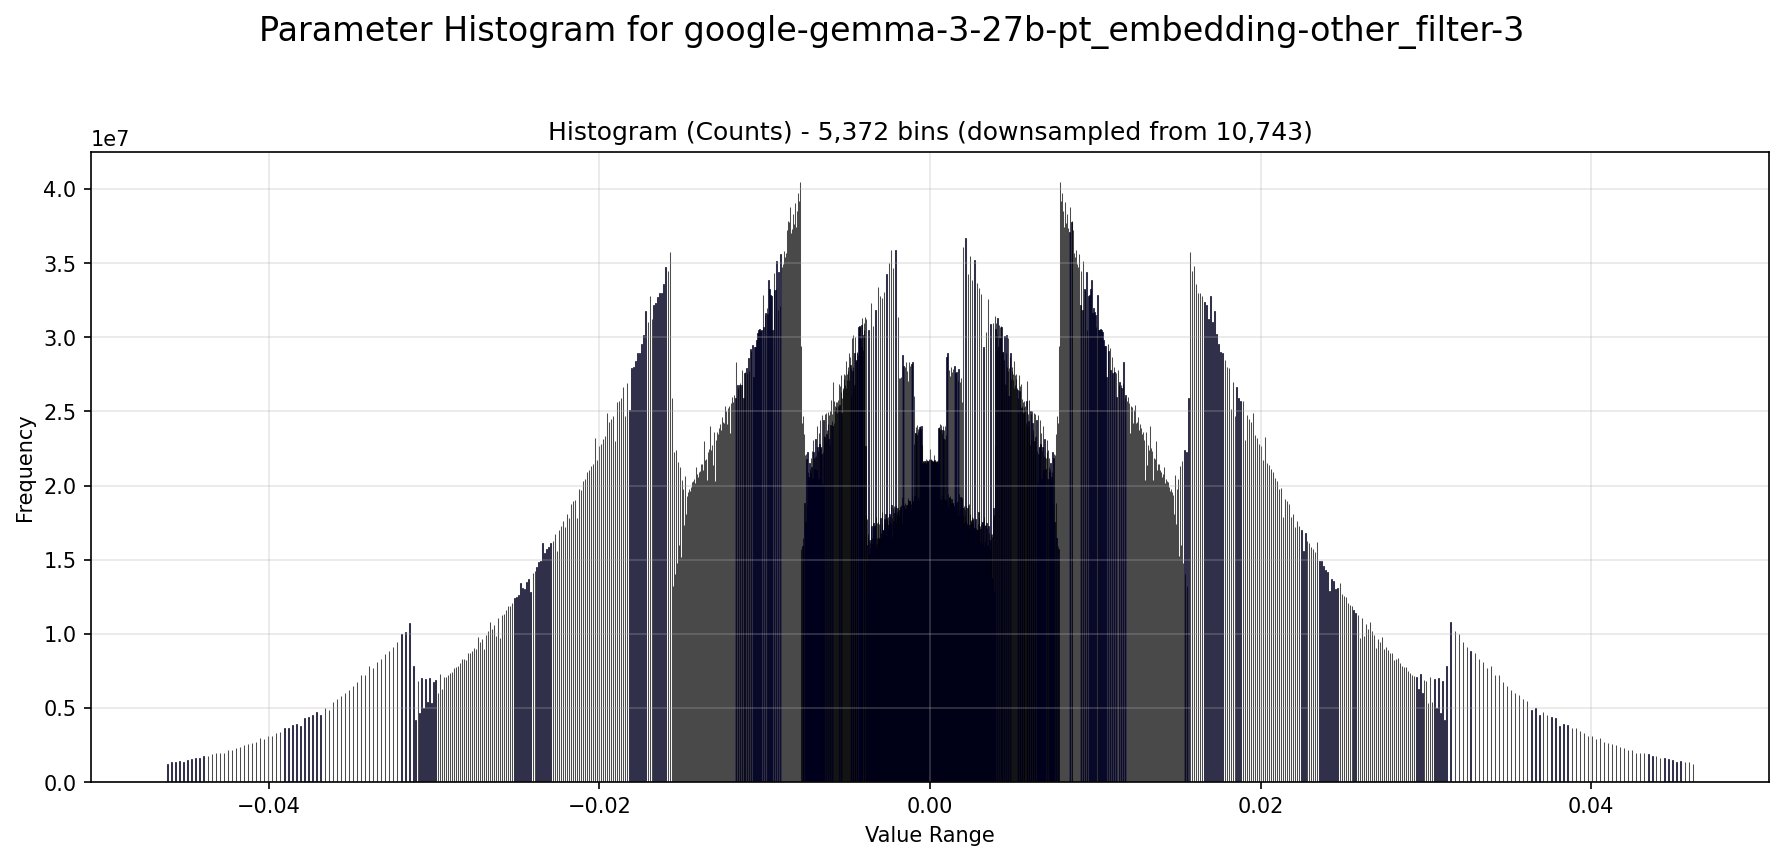 Parameter Histogram for google-gemma-3-27b-pt_embedding-other_filter-3
Histogram (Counts) - 5,372 bins (downsampled from 10,743)
1e7
4.0
3.5
3.0
2.5
2.0
1.5
1.0
0.5
0.0
Frequency
−0.04
−0.02
0.00
0.02
0.04
Value Range